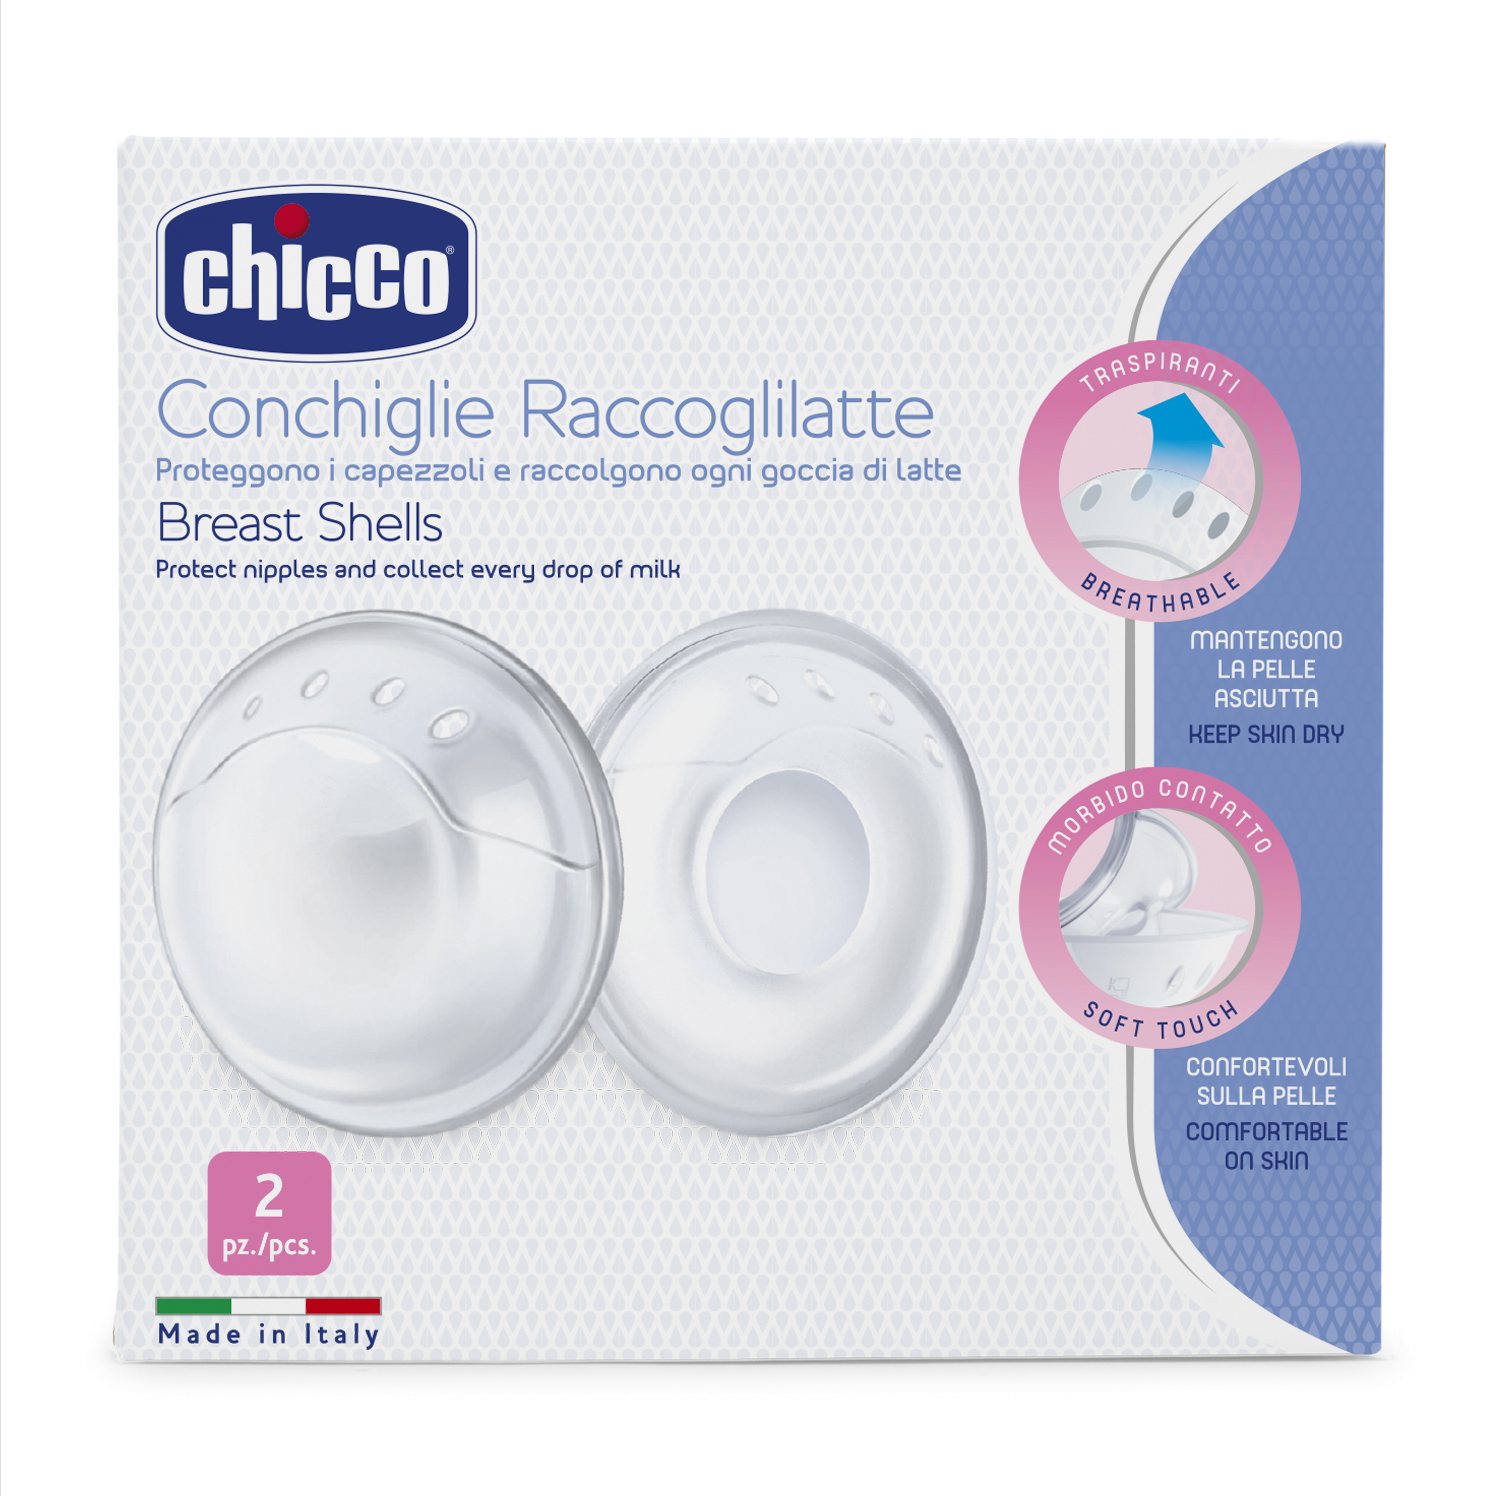 chicco®
Conchiglie Raccoglilatte
Proteggono i capezzoli e raccolgono ogni goccia di latte
Breast Shells
Protect nipples and collect every drop of milk
TRASPIRANTI
BREATHABLE
MANTENGONO
LA PELLE
ASCIUTTA
KEEP SKIN DRY
MORBIDO CONTATTO
SOFT TOUCH
CONFORTEVOLI
SULLA PELLE
COMFORTABLE
ON SKIN
2
pz./pcs.
Made in Italy